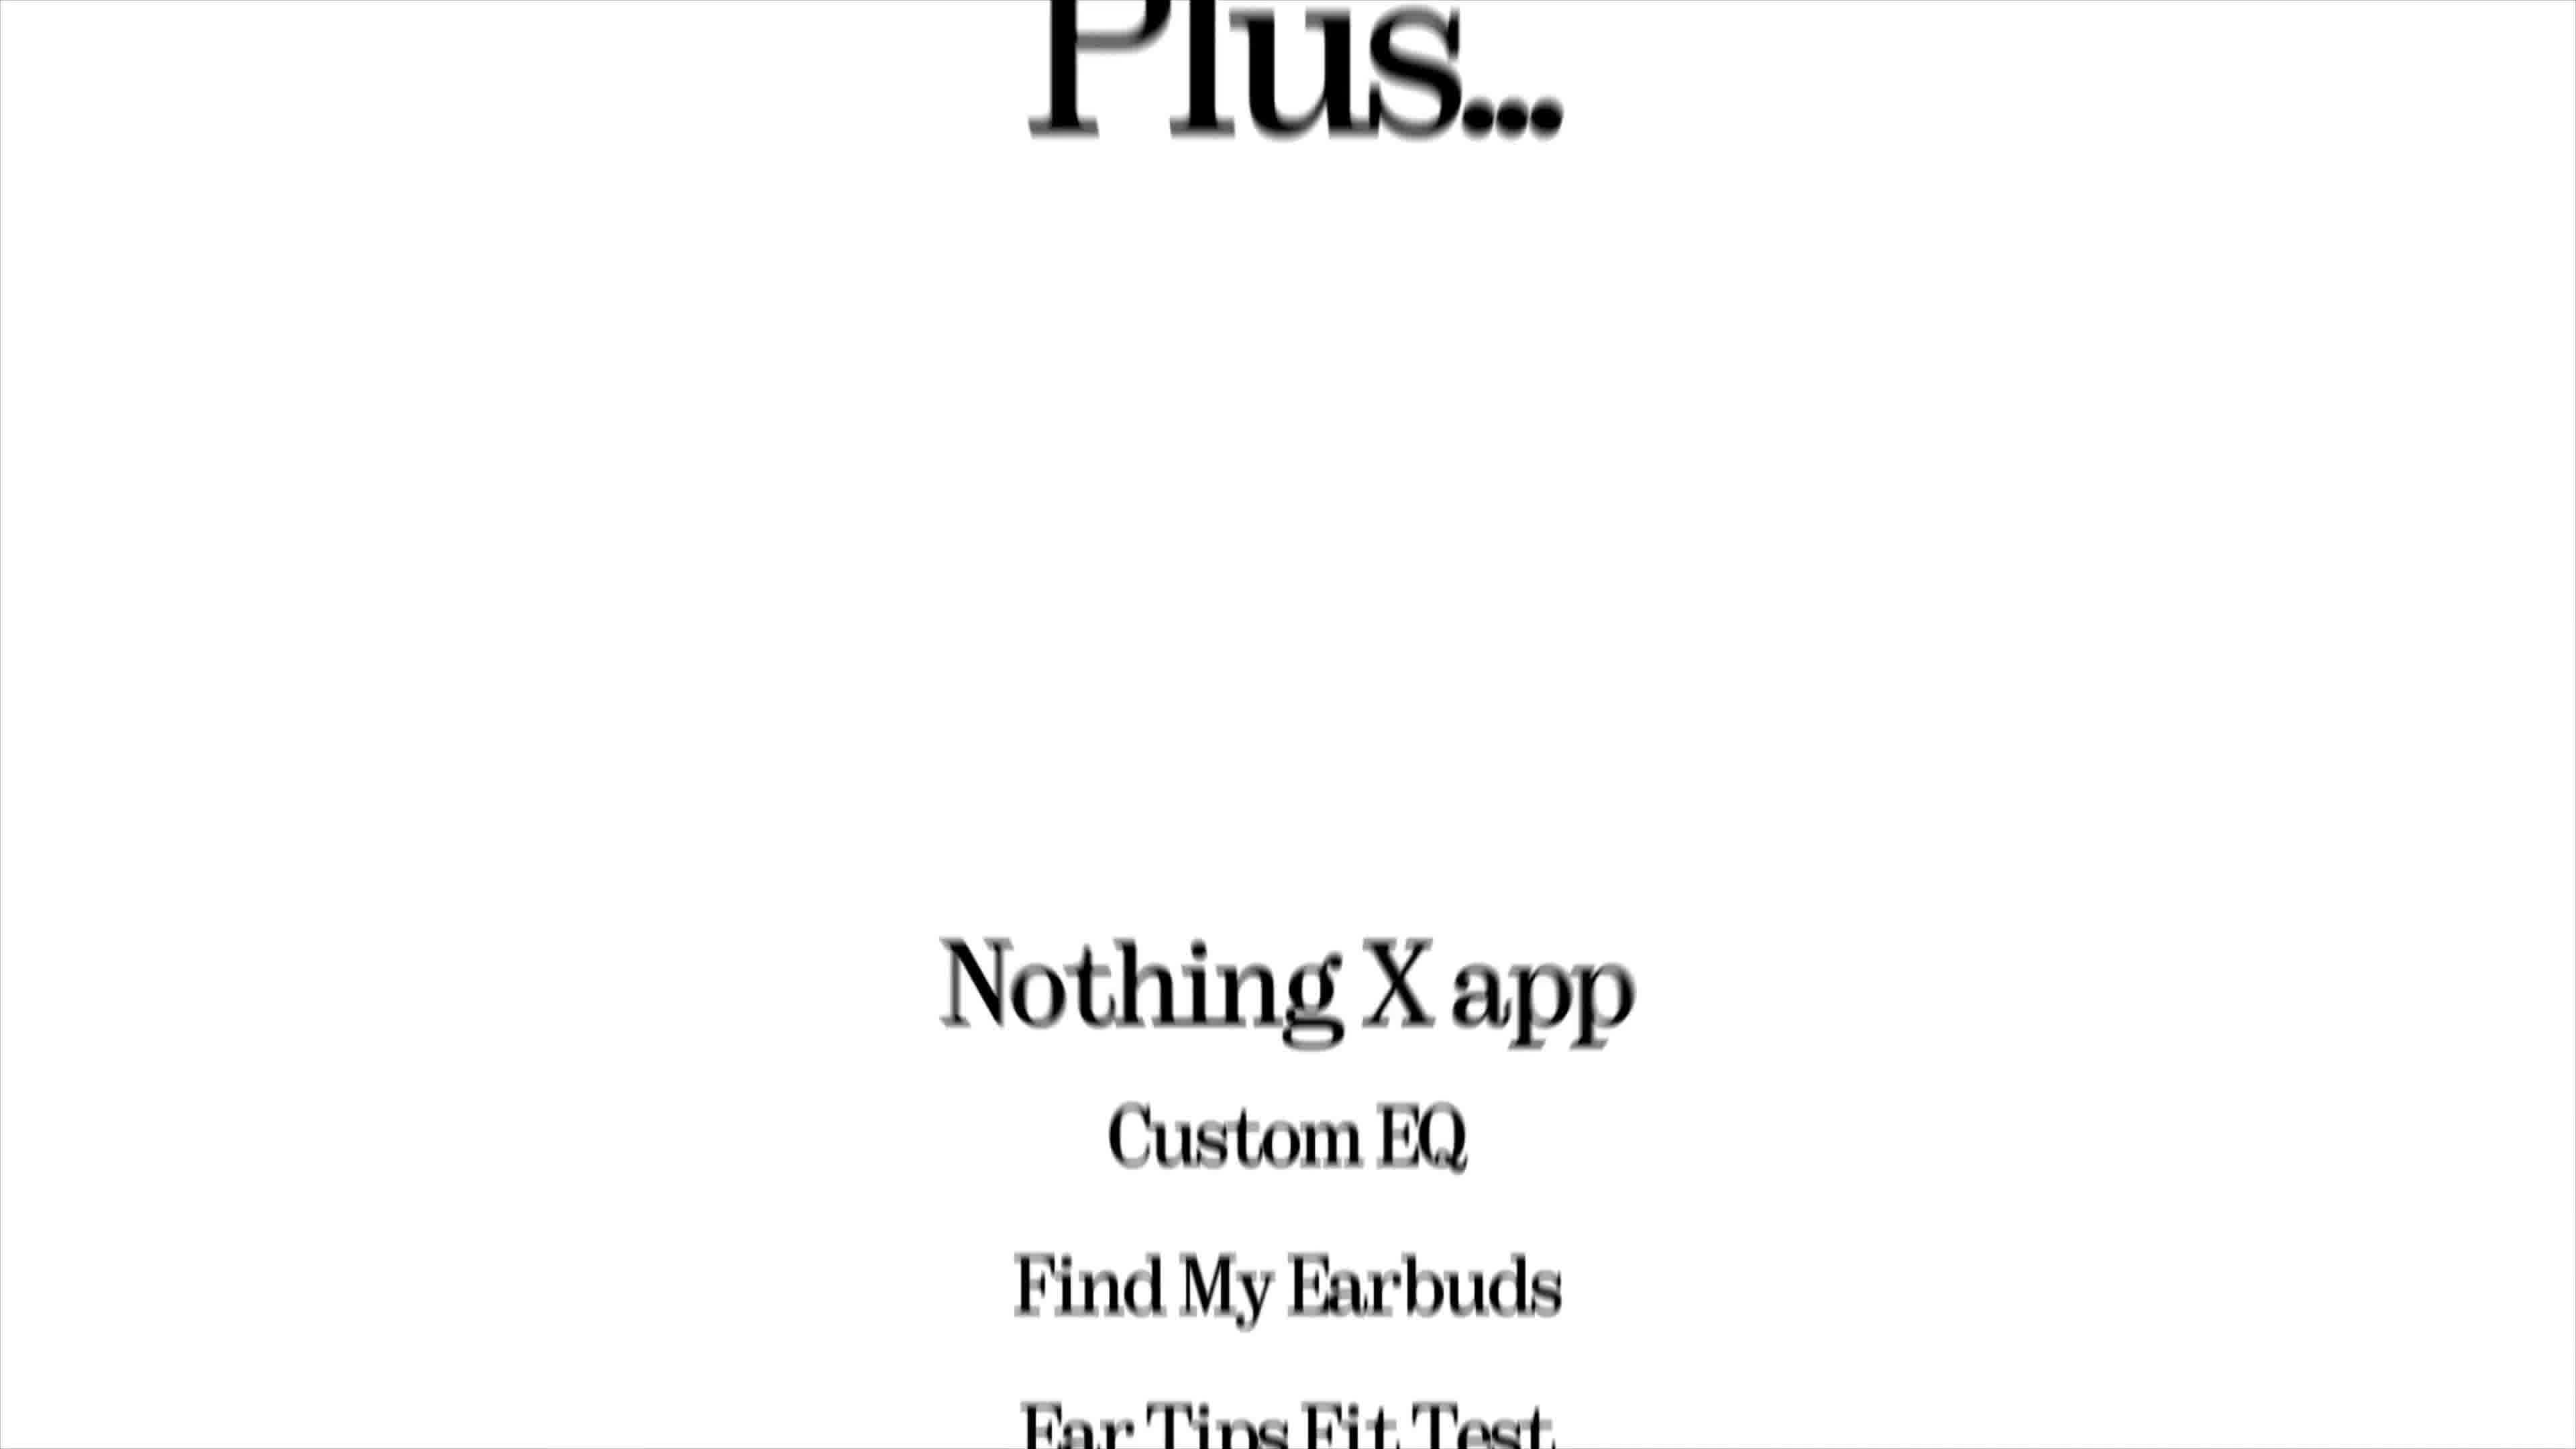 Plus...
Nothing X app
Custom EQ
Find My Earbuds
Ear Tips Fit Test